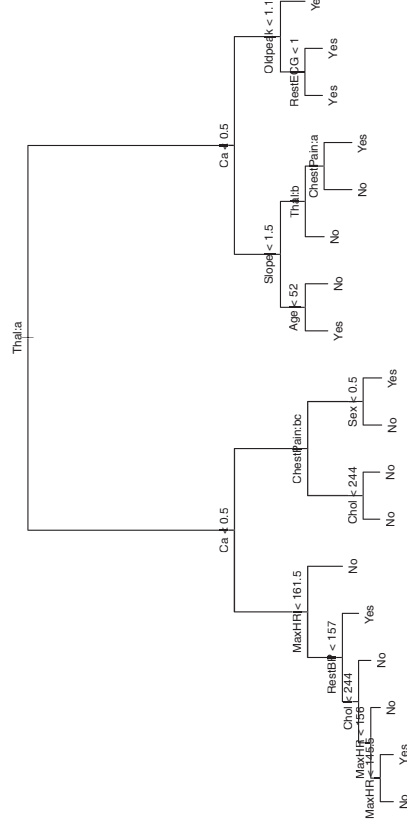 Thal:a
Ca < 0.5
Ca < 0.5
Slope < 1.5
Oldpeak < 1.1
MaxHR < 161.5
ChestPain:bc
Age < 52
Thal:b
RestECG < 1
ChestPain:a
RestBP < 157
Chol < 244
MaxHR < 156
MaxHR < 145.5
Chol < 244
Sex < 0.5
No
Yes
No
No
Yes
No
No
No
No
Yes
Yes
No
No
No
Yes
Yes
Yes
Ye